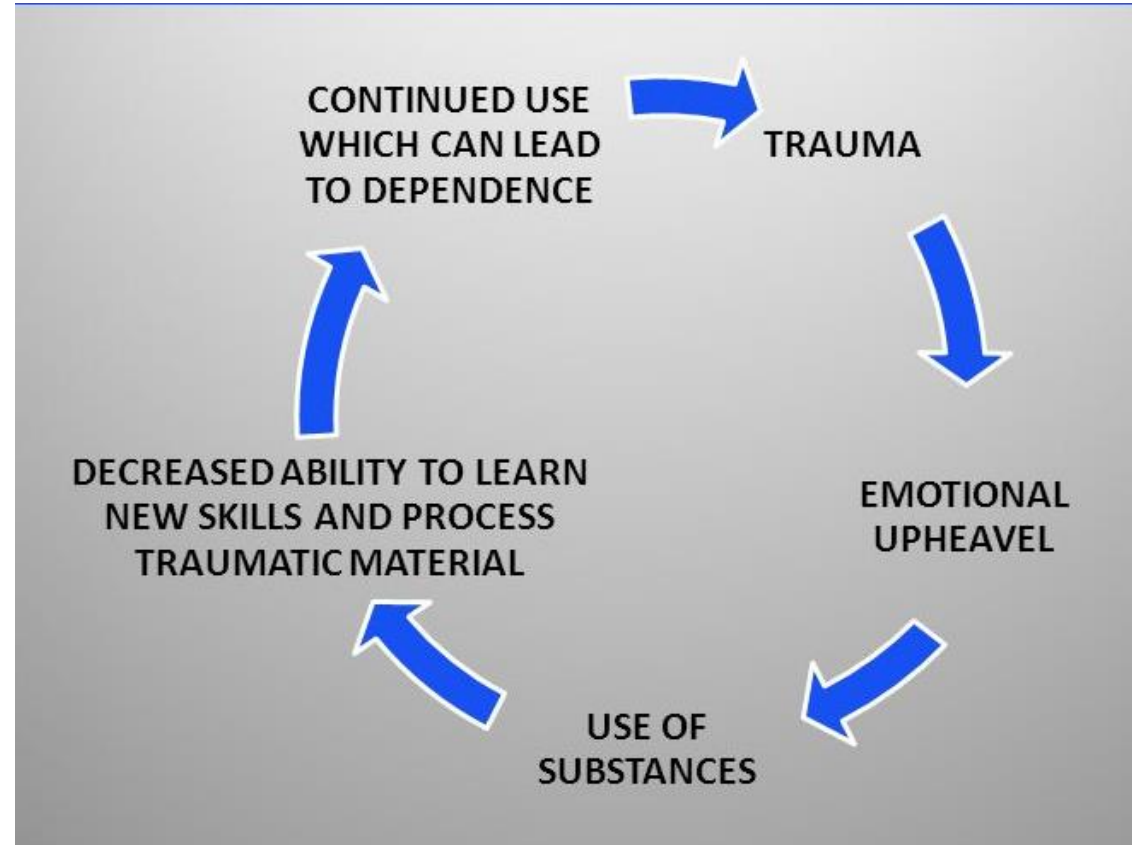 CONTINUED USE
WHICH CAN LEAD
TO DEPENDENCE
TRAUMA
EMOTIONAL
UPHEAVEL
USE OF
SUBSTANCES
DECREASED ABILITY TO LEARN
NEW SKILLS AND PROCESS
TRAUMATIC MATERIAL